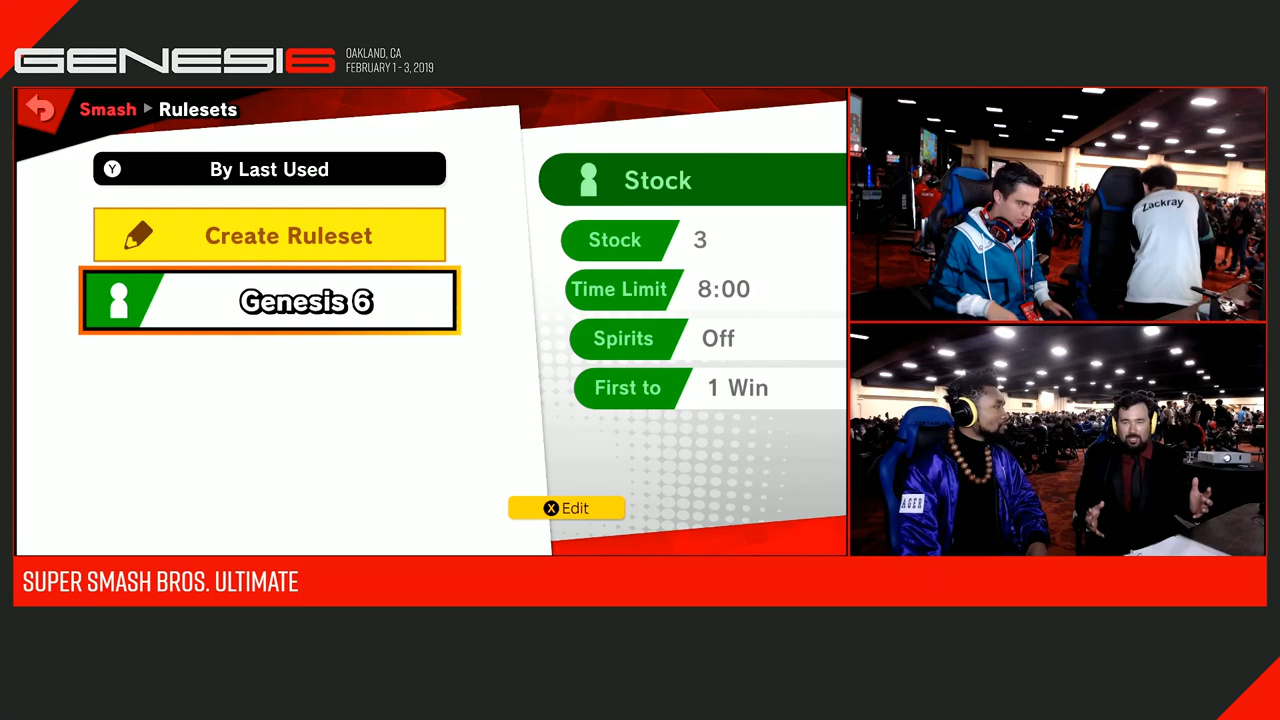 GENESIS
OAKLAND, CA
FEBRUARY 1 - 3, 2019
Smash Rulesets
Y By Last Used
Create Ruleset
Genesis 6
Stock
Stock 3
Time Limit 8:00
Spirits Off
First to 1 Win
X Edit
Zackray
AGER
SUPER SMASH BROS. ULTIMATE